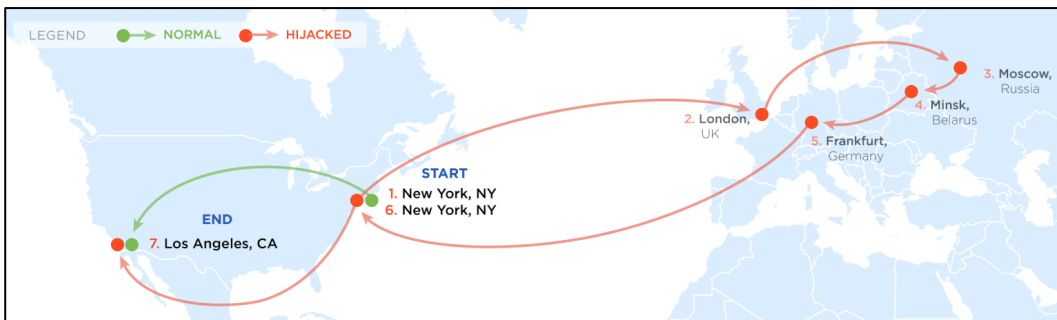 LEGEND NORMAL HIJACKED
3. Moscow,
Russia
4. Minsk,
Belarus
2. London,
UK
5. Frankfurt,
Germany
START
1. New York, NY
6. New York, NY
END
7. Los Angeles, CA